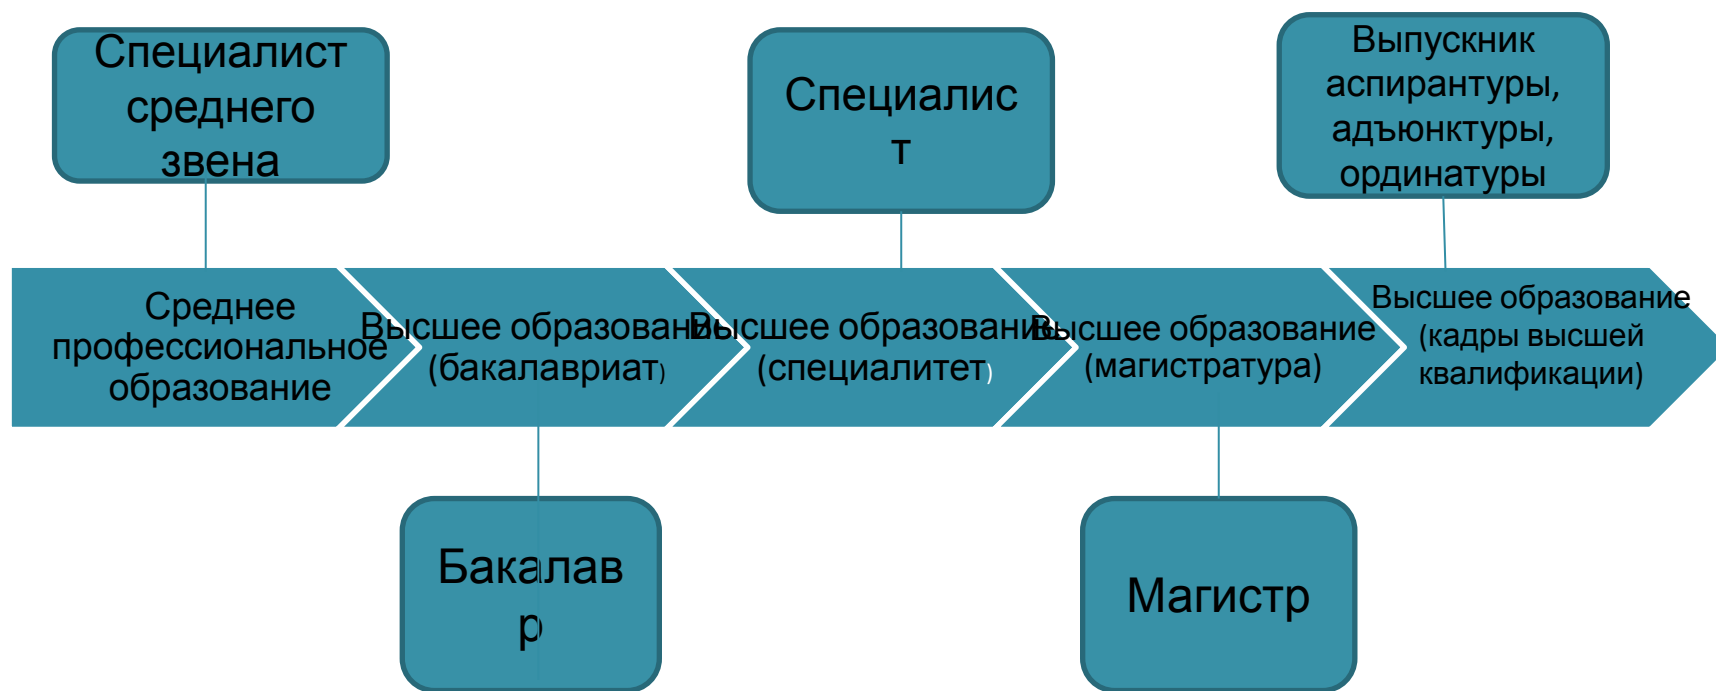 Специалист
среднего
звена
Специалис
т
Выпускник
аспирантуры,
адъюнктуры,
ординатуры
Среднее
профессиональное
образование
Высшее образование
(бакалавриат)
Высшее образование
(специалитет)
Высшее образование
(магистратура)
Высшее образование
(кадры высшей
квалификации)
Бакалав
р
Магистр